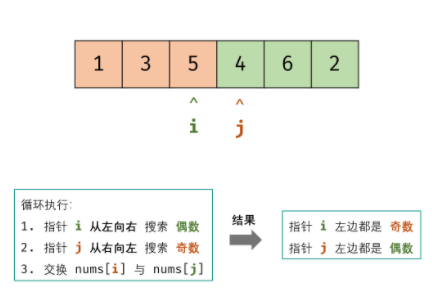 1 3 5 4 6 2
^ ^
i j
循环执行:
1. 指针 i 从左向右 搜索 偶数
2. 指针 j 从右向左 搜索 奇数
3. 交换 nums[i] 与 nums[j]
结果
指针 i 左边都是 奇数
指针 j 左边都是 偶数